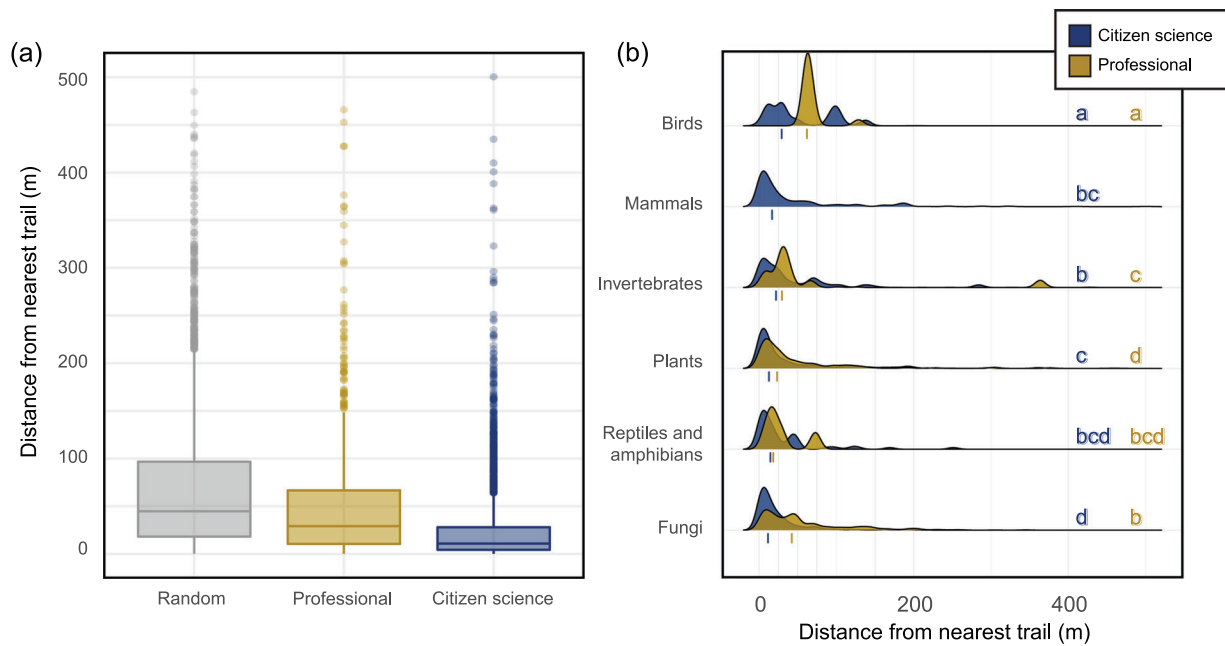 (a)
Distance from nearest trail (m)
500
400
300
200
100
0
Random
Professional
Citizen science
(b)
Citizen science
Professional
Birds
a
a
Mammals
bc
Invertebrates
b
c
Plants
c
d
Reptiles and
amphibians
bcd
bcd
Fungi
d
b
0
200
400
Distance from nearest trail (m)